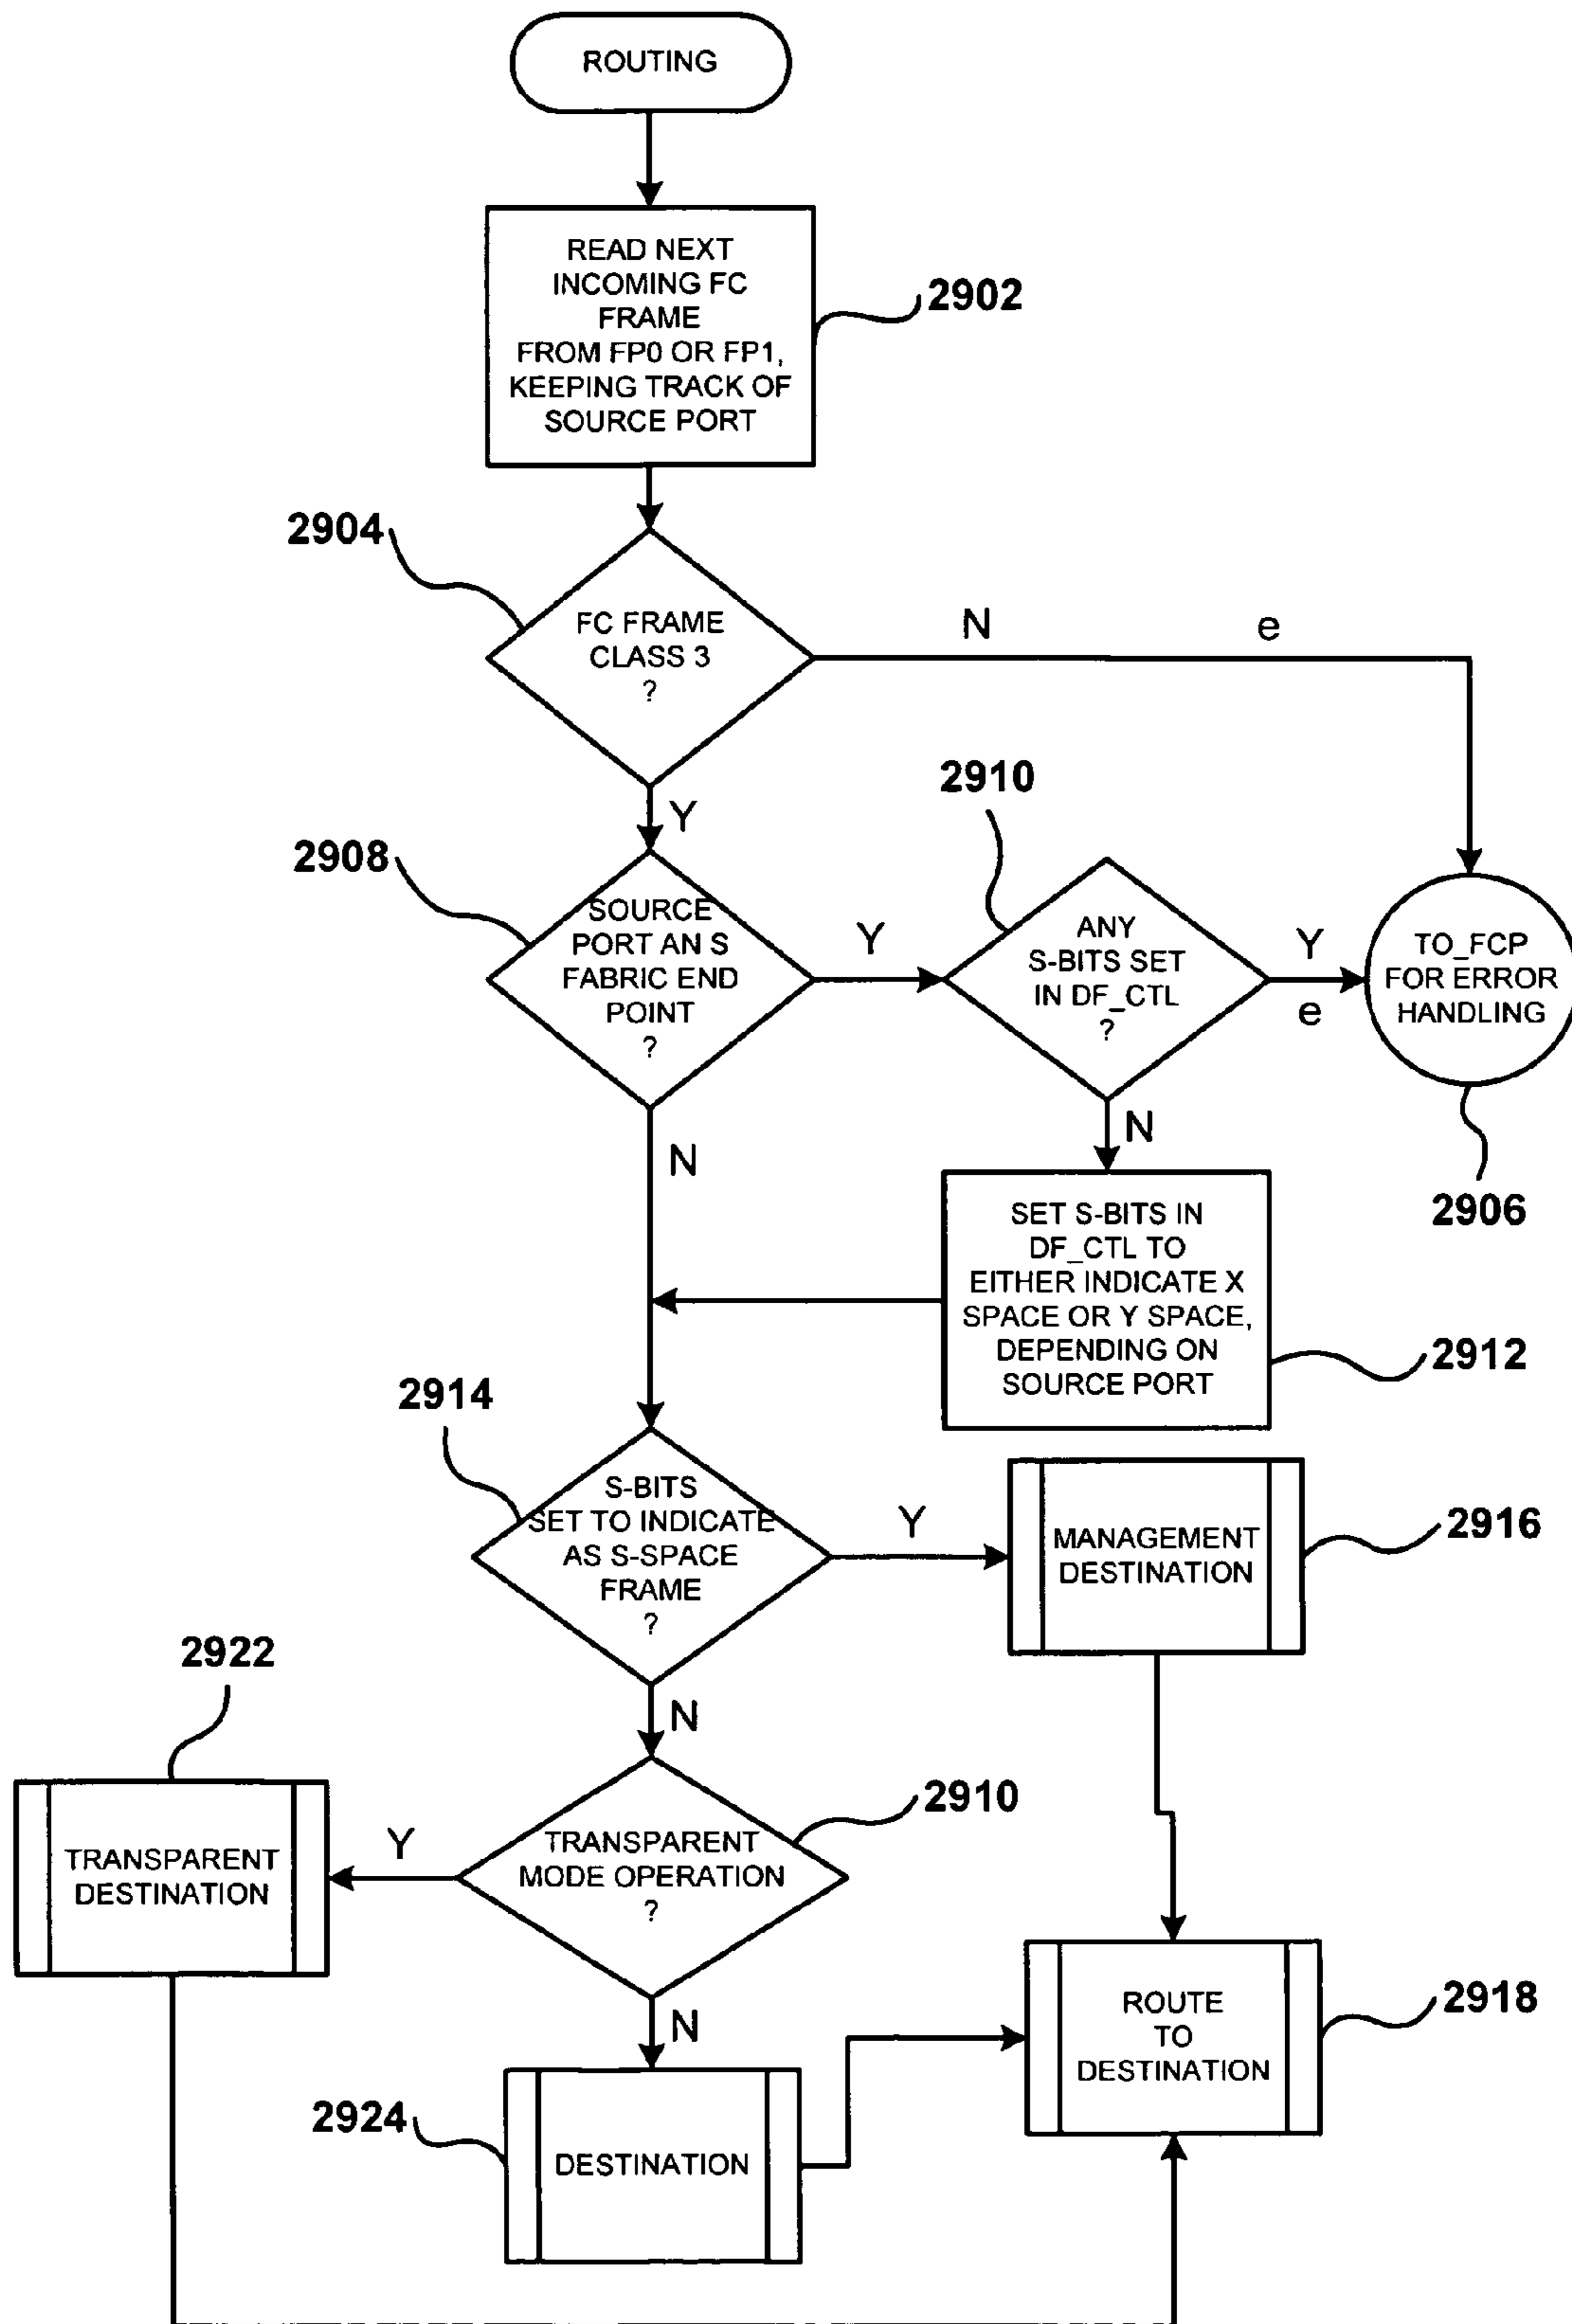 ROUTING
READ NEXT
INCOMING FC
FRAME
FROM FP0 OR FP1,
KEEPING TRACK OF
SOURCE PORT
2902
2904
FC FRAME
CLASS 3
?
N
e
Y
2908
SOURCE
PORT AN S
FABRIC END
POINT
?
Y
2910
ANY
S-BITS SET
IN DF_CTL
?
Y
e
TO_FCP
FOR ERROR
HANDLING
2906
N
N
SET S-BITS IN
DF_CTL TO
EITHER INDICATE X
SPACE OR Y SPACE,
DEPENDING ON
SOURCE PORT
2912
2914
S-BITS
SET TO INDICATE
AS S-SPACE
FRAME
?
Y
MANAGEMENT
DESTINATION
2916
N
2922
TRANSPARENT
DESTINATION
Y
TRANSPARENT
MODE OPERATION
?
2910
N
2924
DESTINATION
ROUTE
TO
DESTINATION
2918